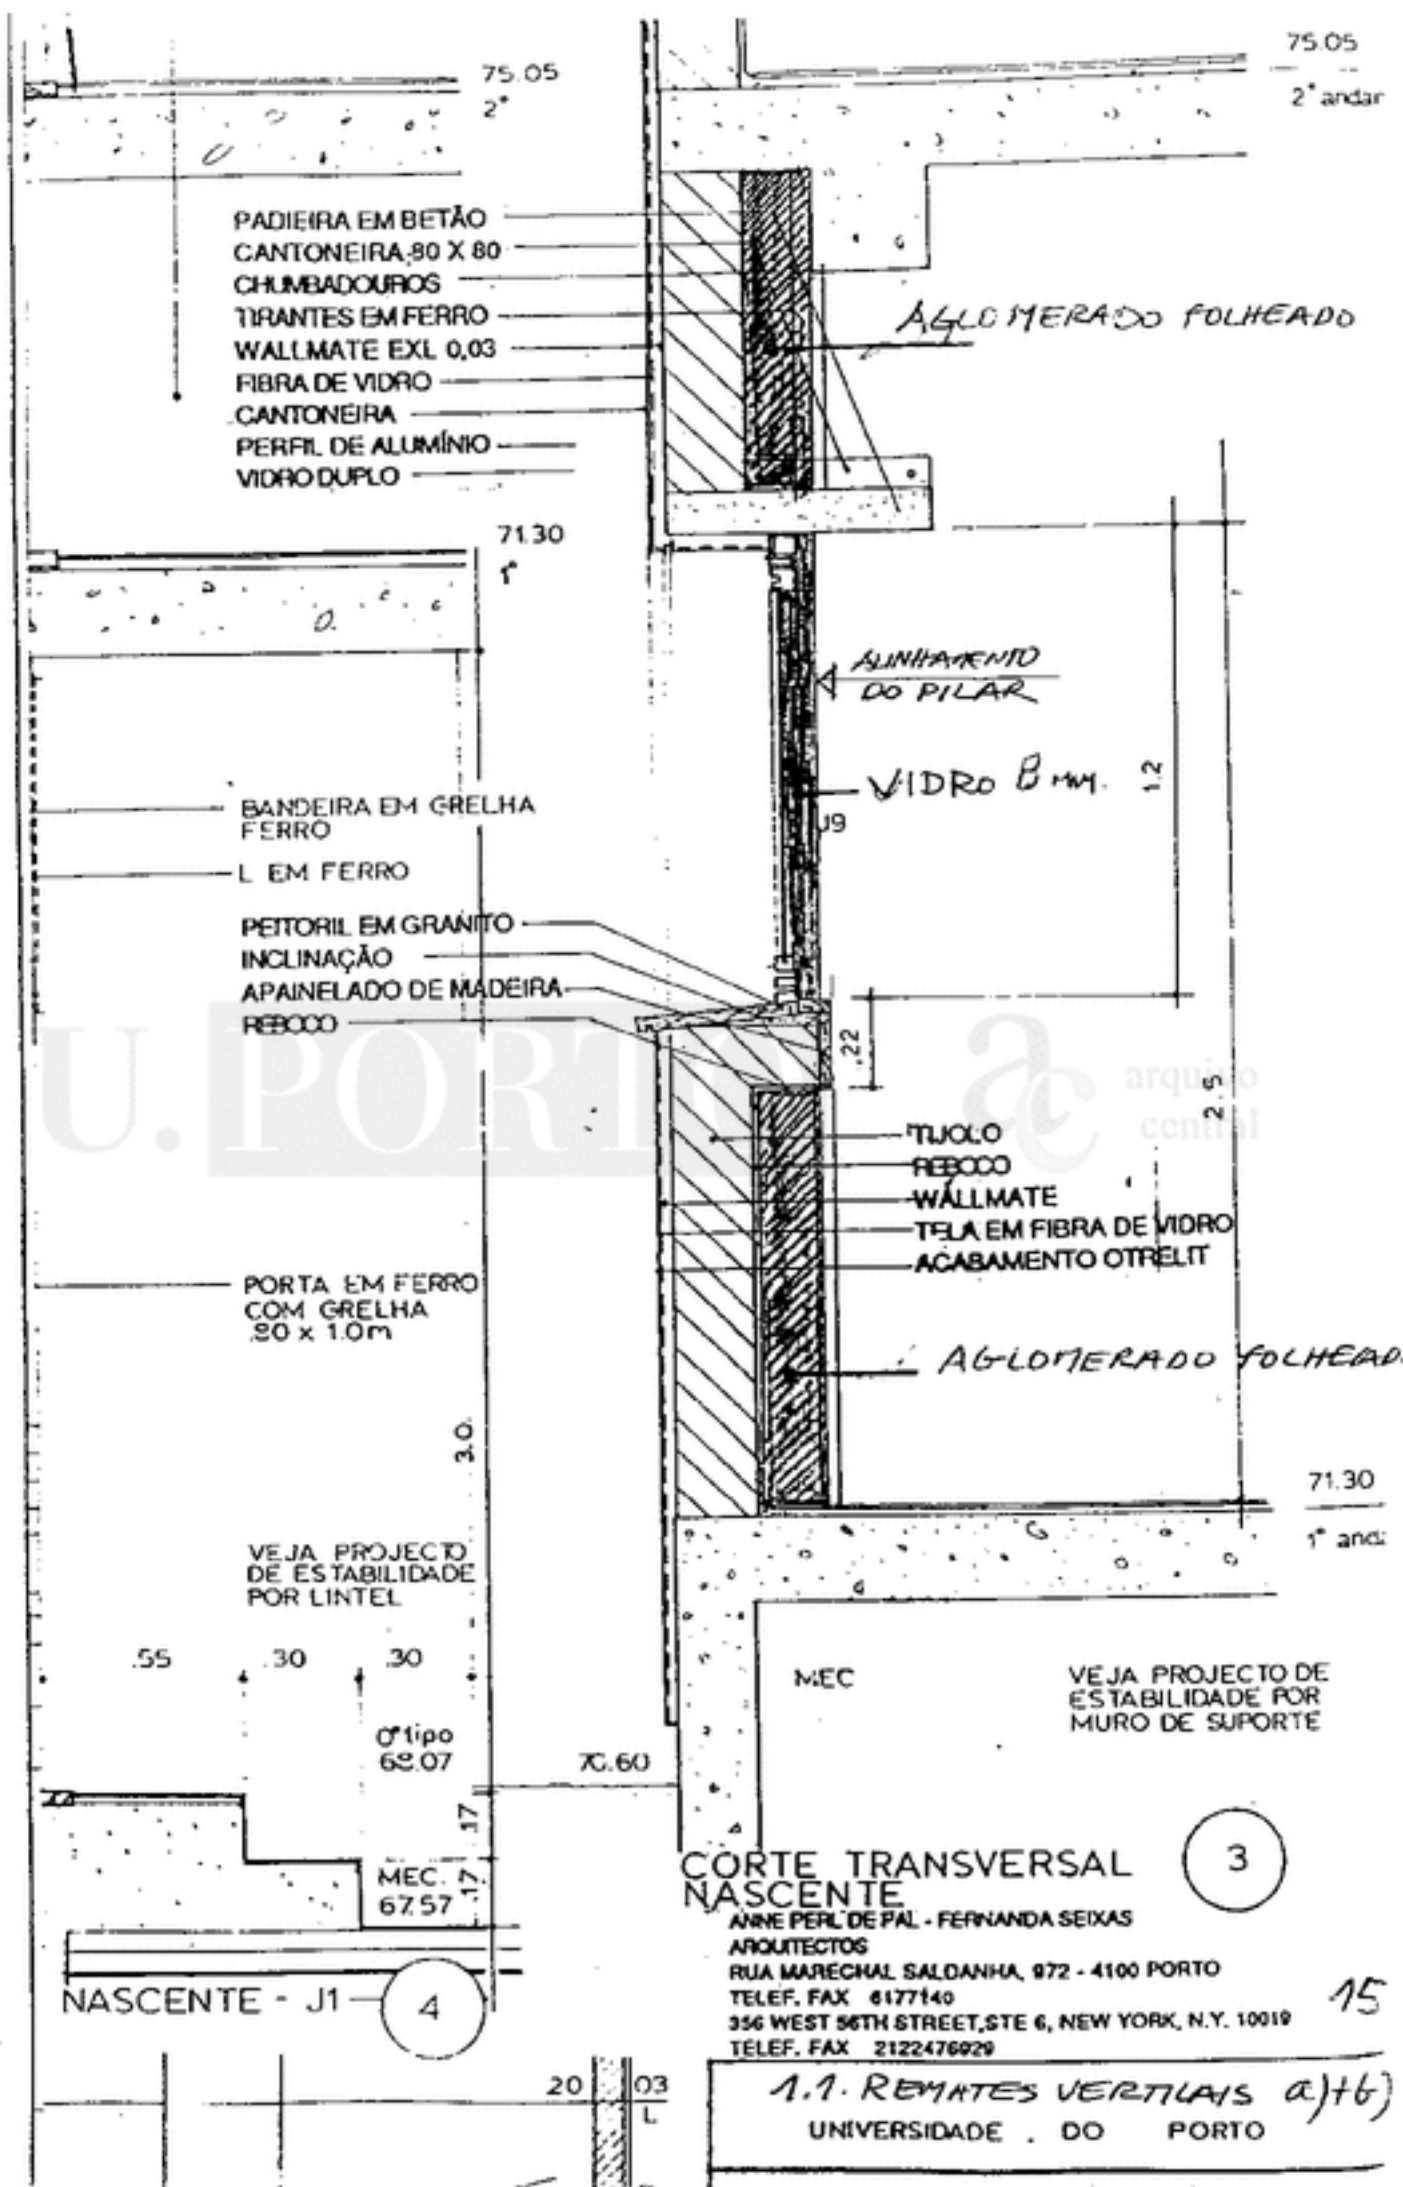 75.05
2°
75.05
2° andar
PADIEIRA EM BETÃO
CANTONEIRA 80 X 80
CHUMBADOUROS
TIRANTES EM FERRO
WALLMATE EXL 0,03
FIBRA DE VIDRO
CANTONEIRA
PERFIL DE ALUMÍNIO
VIDRO DUPLO
AGLOMERADO FOLHEADO
71.30
1°
ALINHAMENTO
DO PILAR
VIDRO 8 mm.
J9
1.2
BANDEIRA EM GRELHA
FERRO
L EM FERRO
PEITORIL EM GRANITO
INCLINAÇÃO
APAINELADO DE MADEIRA
REBOCO
.22
2.5
U. PORTO
ac arquivo
central
TIJOLO
REBOCO
WALLMATE
TELA EM FIBRA DE VIDRO
ACABAMENTO OTRELIT
PORTA EM FERRO
COM GRELHA
.90 x 1.0m
AGLOMERADO FOLHEAD
3.0
71.30
1° anda
VEJA PROJECTO
DE ESTABILIDADE
POR LINTEL
.55 .30 .30
0° tipo
MEC
VEJA PROJECTO DE
ESTABILIDADE POR
MURO DE SUPORTE
70.60
.17
MEC.
67.57
.17
CORTE TRANSVERSAL
NASCENTE
3
ANNE PERL DE PAL - FERNANDA SEIXAS
ARQUITECTOS
RUA MARECHAL SALDANHA, 972 - 4100 PORTO
TELEF. FAX 6177140
356 WEST 56TH STREET, STE 6, NEW YORK, N.Y. 10019
TELEF. FAX 2122476929
15
NASCENTE - J1
4
20 03
L
1.1. REMATES VERTICAIS a)+b)
UNIVERSIDADE . DO PORTO